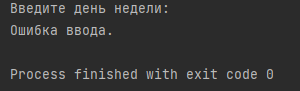 Введите день недели:
Ошибка ввода.
Process finished with exit code 0